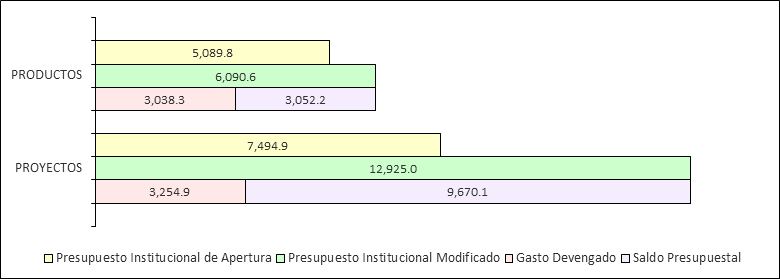 5,089.8
PRODUCTOS
6,090.6
3,038.3 3,052.2
7,494.9
PROYECTOS
12,925.0
3,254.9 9,670.1
Presupuesto Institucional de Apertura Presupuesto Institucional Modificado Gasto Devengado Saldo Presupuestal